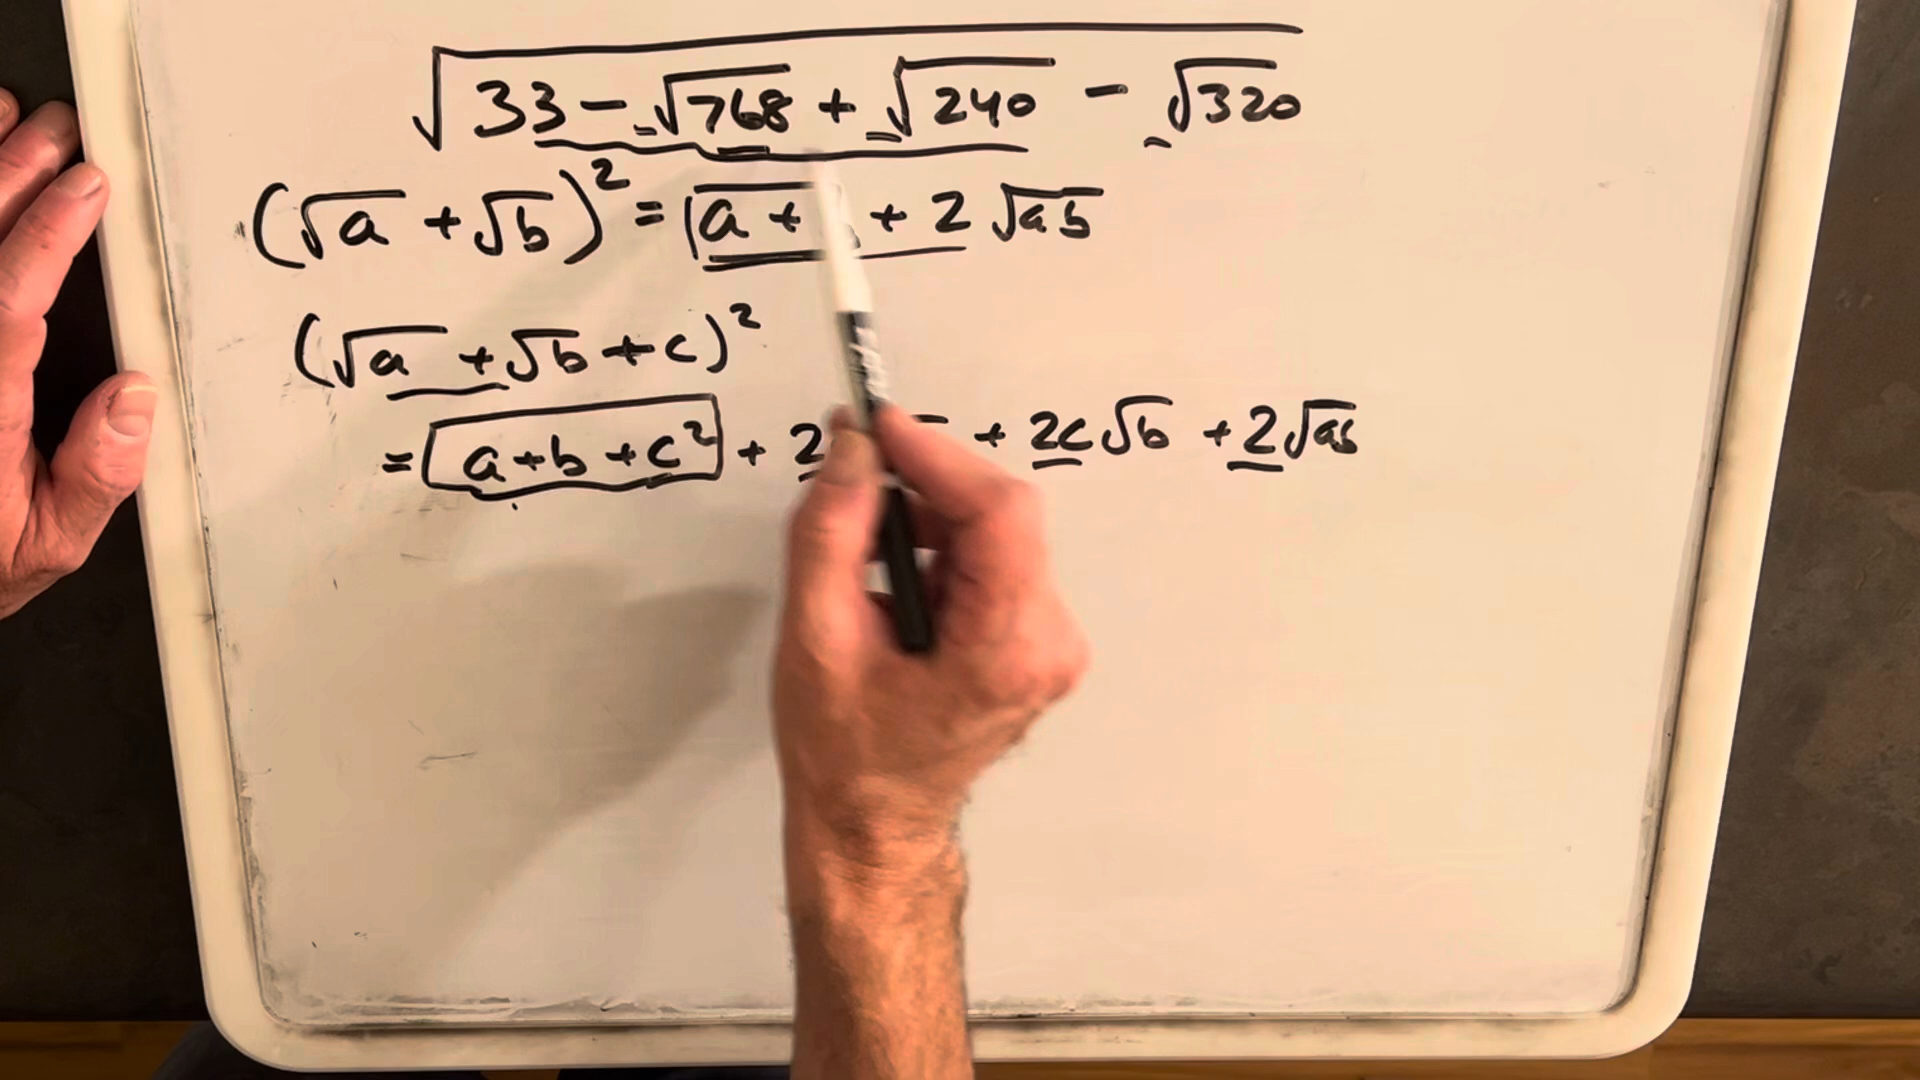 √(33 − √768 + √240 − √320)
(√a + √b)² = a + + 2 √ab
(√a + √b + c)²
= a + b + c² + 2 + 2c√b + 2√ab